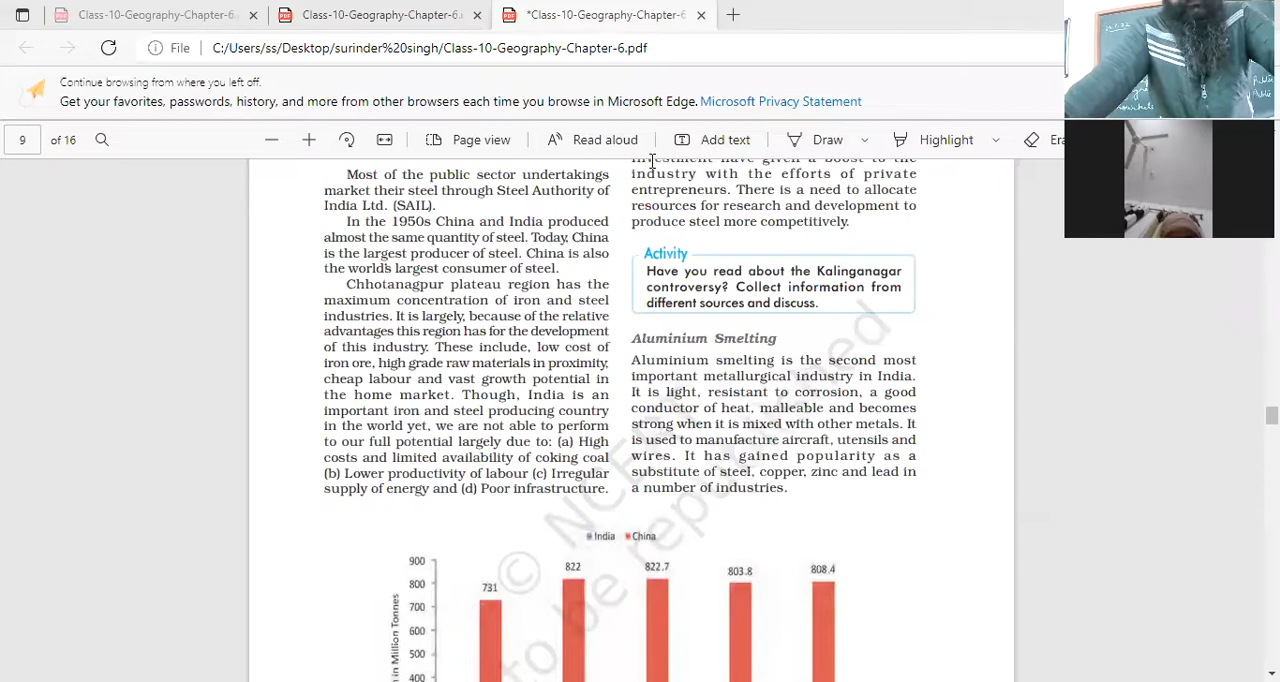 Class-10-Geography-Chapter-6.
Class-10-Geography-Chapter-6.
*Class-10-Geography-Chapter-6
File
C:/Users/ss/Desktop/surinder%20singh/Class-10-Geography-Chapter-6.pdf
Continue browsing from where you left off.
Get your favorites, passwords, history, and more from other browsers each time you browse in Microsoft Edge. Microsoft Privacy Statement
9 of 16
Page view
Read aloud
Add text
Draw
Highlight
Era
Most of the public sector undertakings
market their steel through Steel Authority of
India Ltd. (SAIL).
In the 1950s China and India produced
almost the same quantity of steel. Today, China
is the largest producer of steel. China is also
the world's largest consumer of steel.
Chhotanagpur plateau region has the
maximum concentration of iron and steel
industries. It is largely, because of the relative
advantages this region has for the development
of this industry. These include, low cost of
iron ore, high grade raw materials in proximity,
cheap labour and vast growth potential in
the home market. Though, India is an
important iron and steel producing country
in the world yet, we are not able to perform
to our full potential largely due to: (a) High
costs and limited availability of coking coal
(b) Lower productivity of labour (c) Irregular
supply of energy and (d) Poor infrastructure.
investment have given a boost to the
industry with the efforts of private
entrepreneurs. There is a need to allocate
resources for research and development to
produce steel more competitively.
Activity
Have you read about the Kalinganagar
controversy? Collect information from
different sources and discuss.
Aluminium Smelting
Aluminium smelting is the second most
important metallurgical industry in India.
It is light, resistant to corrosion, a good
conductor of heat, malleable and becomes
strong when it is mixed with other metals. It
is used to manufacture aircraft, utensils and
wires. It has gained popularity as a
substitute of steel, copper, zinc and lead in
a number of industries.
India China
900
800
700
600
500
400
in Million Tonnes
731
822
822.7
803.8
808.4
© NCERT
to be republished
Public
Public